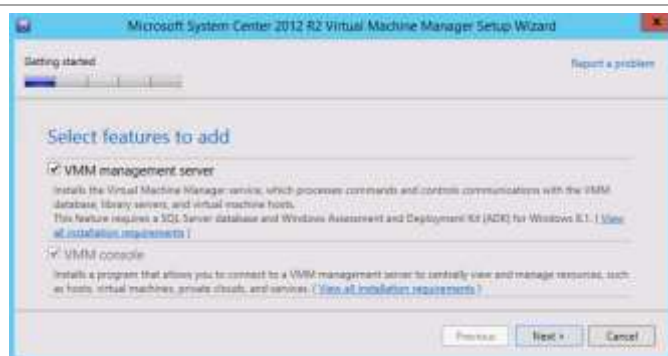 Microsoft System Center 2012 R2 Virtual Machine Manager Setup Wizard
x
Getting started
Report a problem
Select features to add
VMM management server
Installs the Virtual Machine Manager service, which processes commands and controls communications with the VMM
database, library servers, and virtual machine hosts.
This feature requires a SQL Server database and Windows Assessment and Deployment Kit (ADK) for Windows 8.1. ( View
all installation requirements )
VMM console
Installs a program that allows you to connect to a VMM management server to centrally view and manage resources, such
as hosts, virtual machines, private clouds, and services. ( View all installation requirements )
Previous
Next >
Cancel